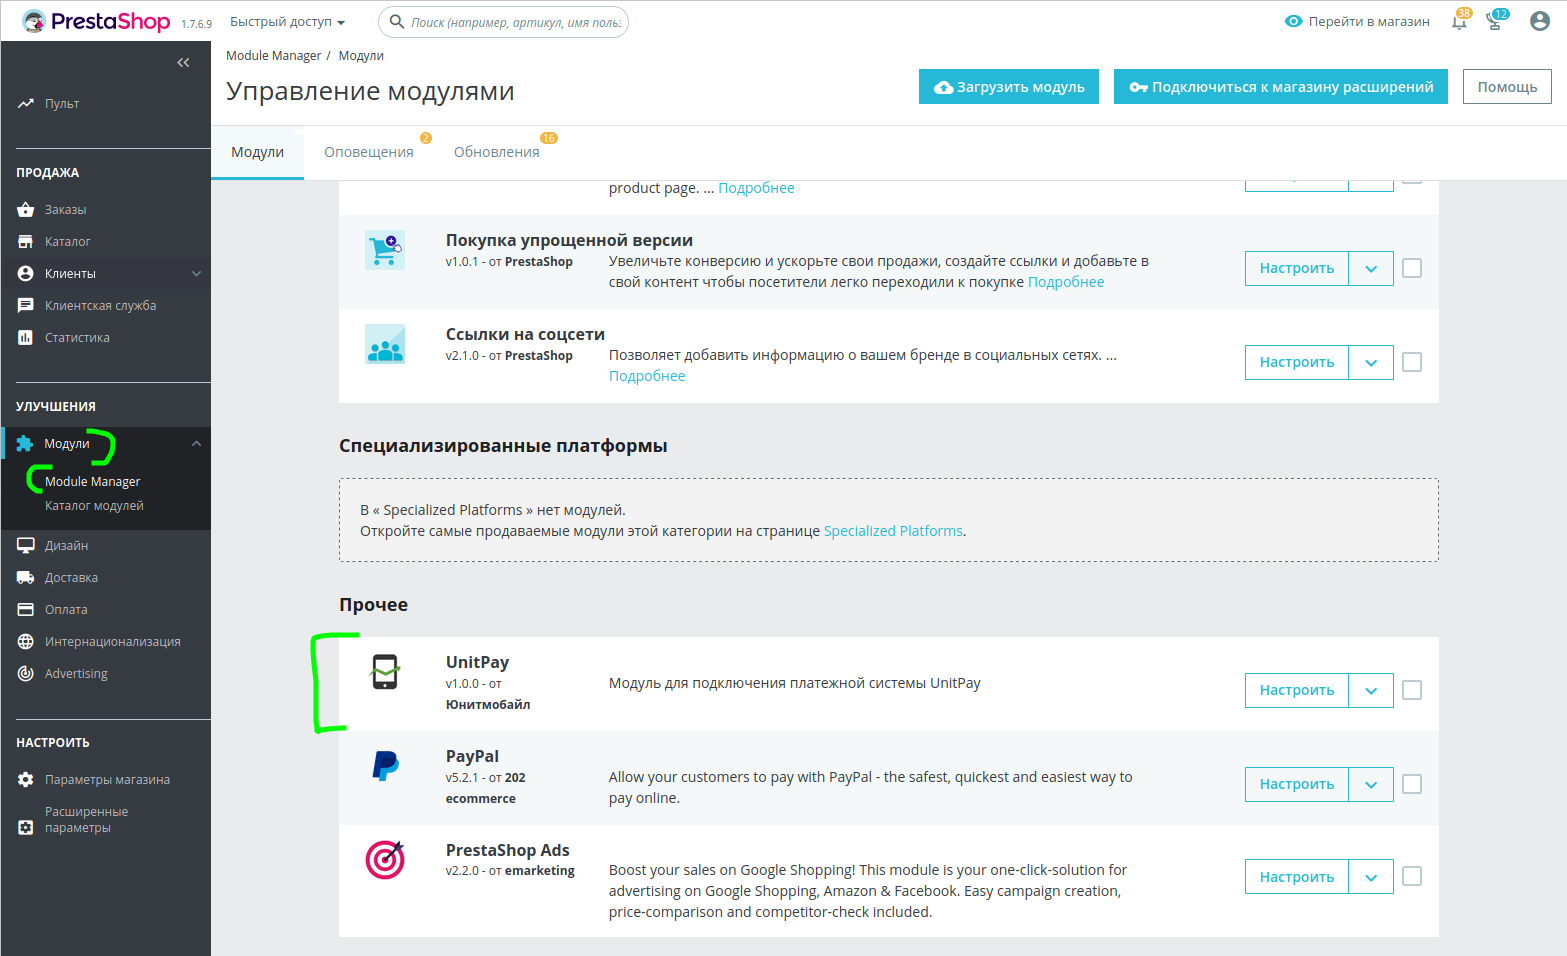 PrestaShop 1.7.6.9 Быстрый доступ Поиск (например, артикул, имя поль: Перейти в магазин 38 12
Module Manager / Модули
Управление модулями
Загрузить модуль Подключиться к магазину расширений Помощь
Модули Оповещения 2 Обновления 16
Пульт
ПРОДАЖА
Заказы
Каталог
Клиенты
Клиентская служба
Статистика
УЛУЧШЕНИЯ
Модули
Module Manager
Каталог модулей
Дизайн
Доставка
Оплата
Интернационализация
Advertising
НАСТРОИТЬ
Параметры магазина
Расширенные
параметры
product page. ... Подробнее
Покупка упрощенной версии
v1.0.1 - от PrestaShop
Увеличьте конверсию и ускорьте свои продажи, создайте ссылки и добавьте в
свой контент чтобы посетители легко переходили к покупке Подробнее
Настроить
Ссылки на соцсети
v2.1.0 - от PrestaShop
Позволяет добавить информацию о вашем бренде в социальных сетях. ...
Подробнее
Настроить
Специализированные платформы
В « Specialized Platforms » нет модулей.
Откройте самые продаваемые модули этой категории на странице Specialized Platforms.
Прочее
UnitPay
v1.0.0 - от
Юнитмобайл
Модуль для подключения платежной системы UnitPay
Настроить
PayPal
v5.2.1 - от 202
ecommerce
Allow your customers to pay with PayPal - the safest, quickest and easiest way to
pay online.
Настроить
PrestaShop Ads
v2.2.0 - от emarketing
Boost your sales on Google Shopping! This module is your one-click-solution for
advertising on Google Shopping, Amazon & Facebook. Easy campaign creation,
price-comparison and competitor-check included.
Настроить